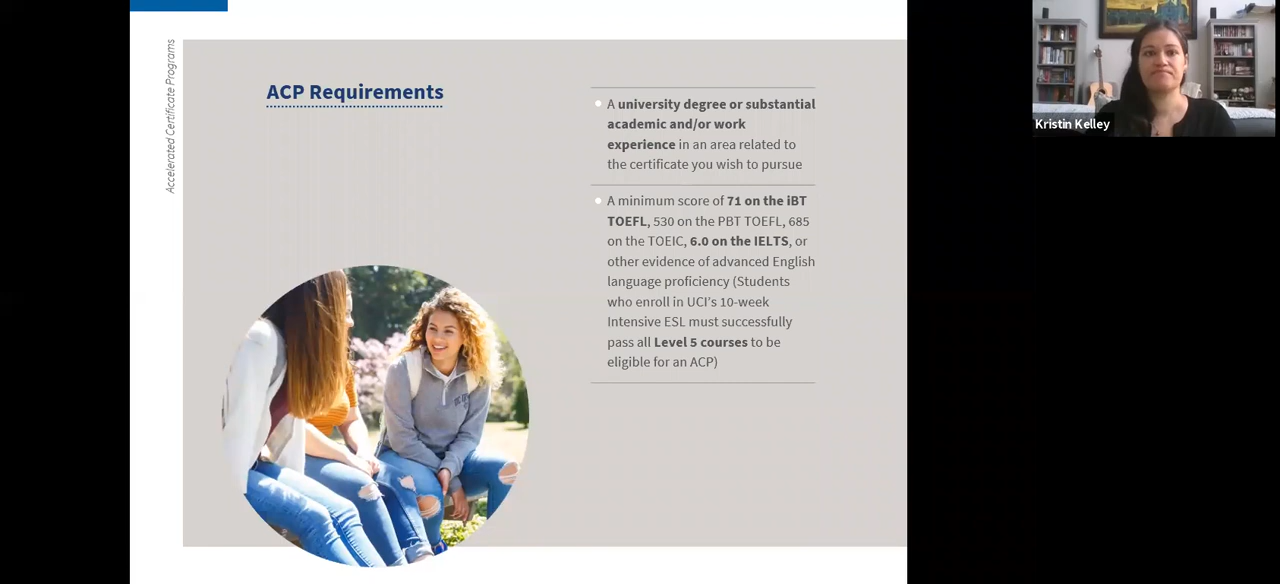 Accelerated Certificate Programs
ACP Requirements
A university degree or substantial
academic and/or work
experience in an area related to
the certificate you wish to pursue
A minimum score of 71 on the iBT
TOEFL, 530 on the PBT TOEFL, 685
on the TOEIC, 6.0 on the IELTS, or
other evidence of advanced English
language proficiency (Students
who enroll in UCI’s 10-week
Intensive ESL must successfully
pass all Level 5 courses to be
eligible for an ACP)
Kristin Kelley